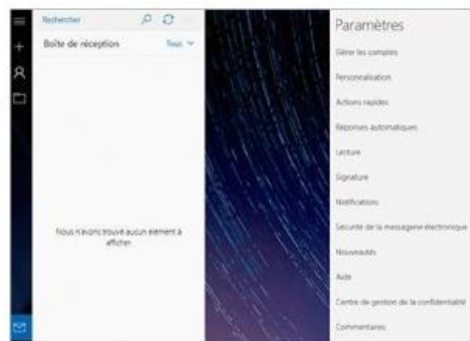 Rechercher
Boîte de réception Tous
Nous n'avons trouvé aucun élément à
afficher.
Paramètres
Gérer les comptes
Personnalisation
Actions rapides
Réponses automatiques
Lecture
Signature
Notifications
Sécurité de la messagerie électronique
Nouveautés
Aide
Centre de gestion de la confidentialité
Commentaires